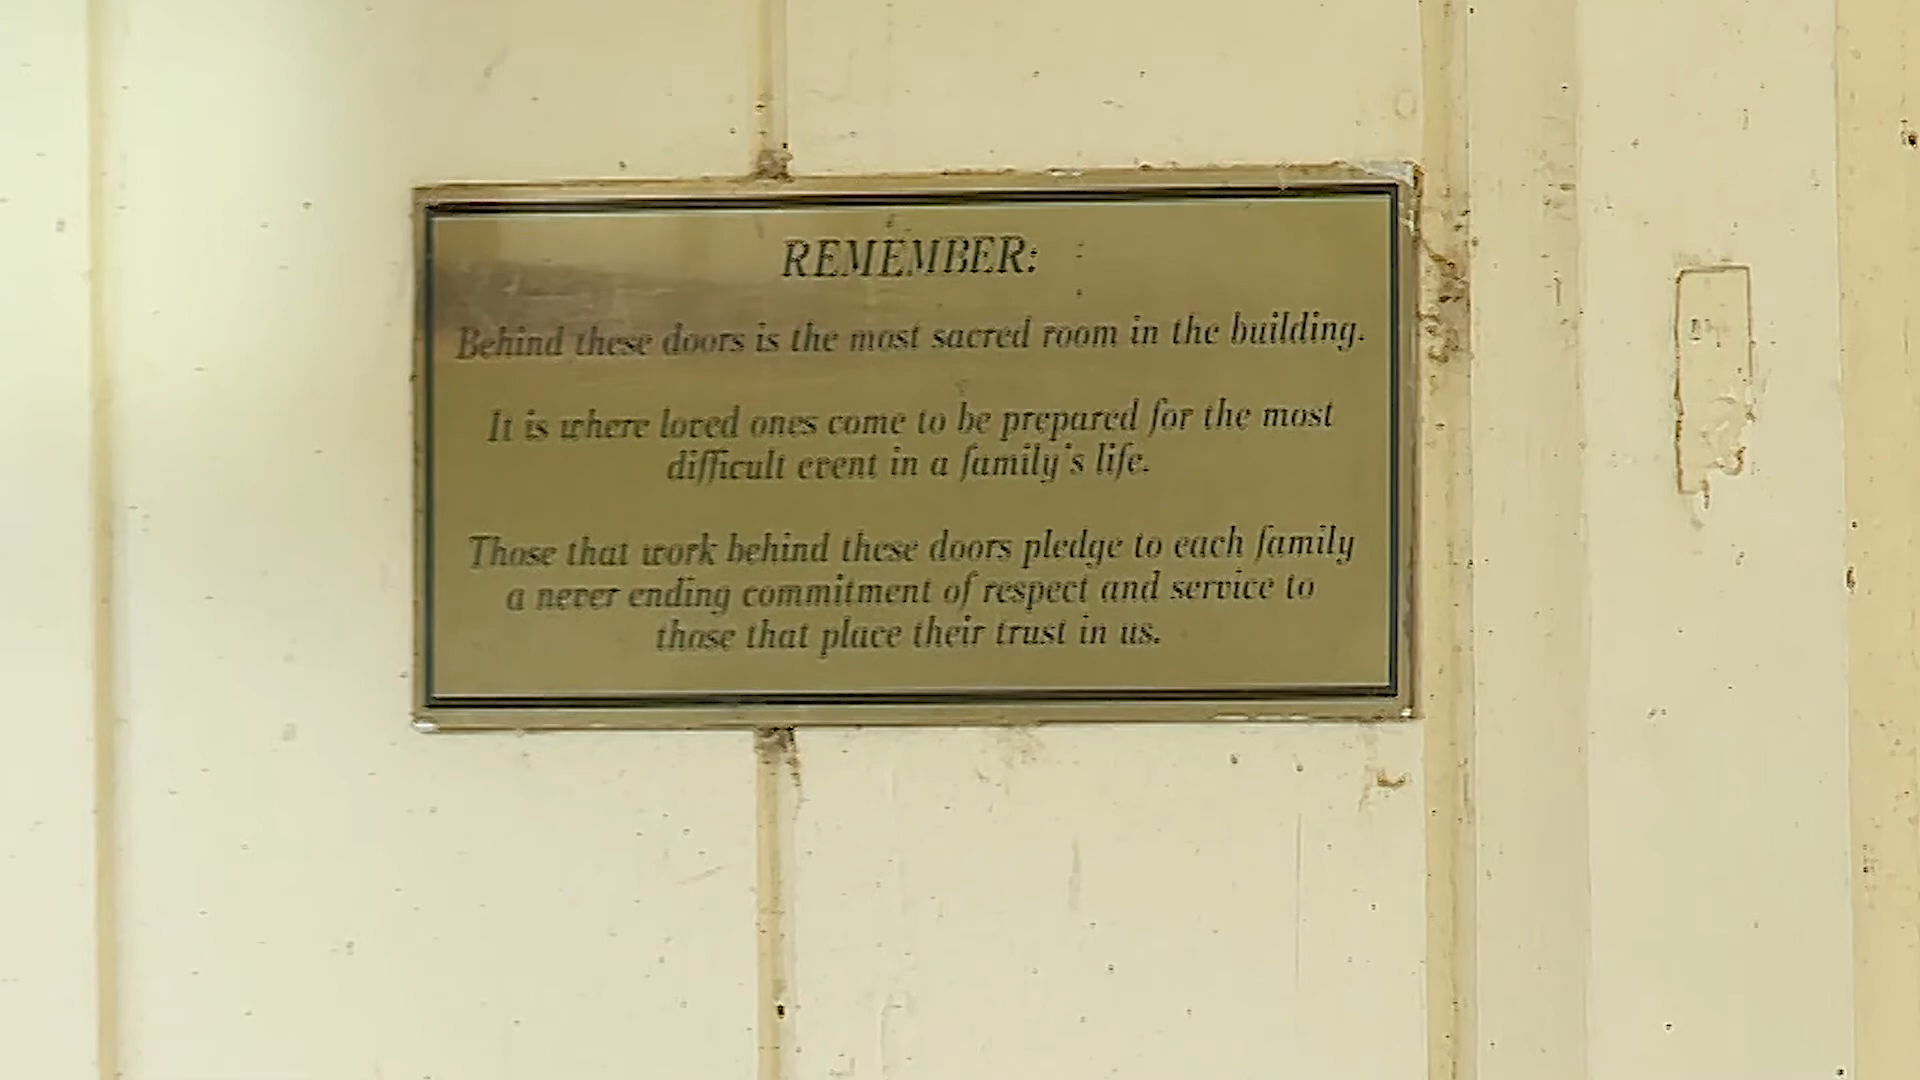 REMEMBER:
Behind these doors is the most sacred room in the building.
It is where loved ones come to be prepared for the most
difficult event in a family's life.
Those that work behind these doors pledge to each family
a never ending commitment of respect and service to
those that place their trust in us.